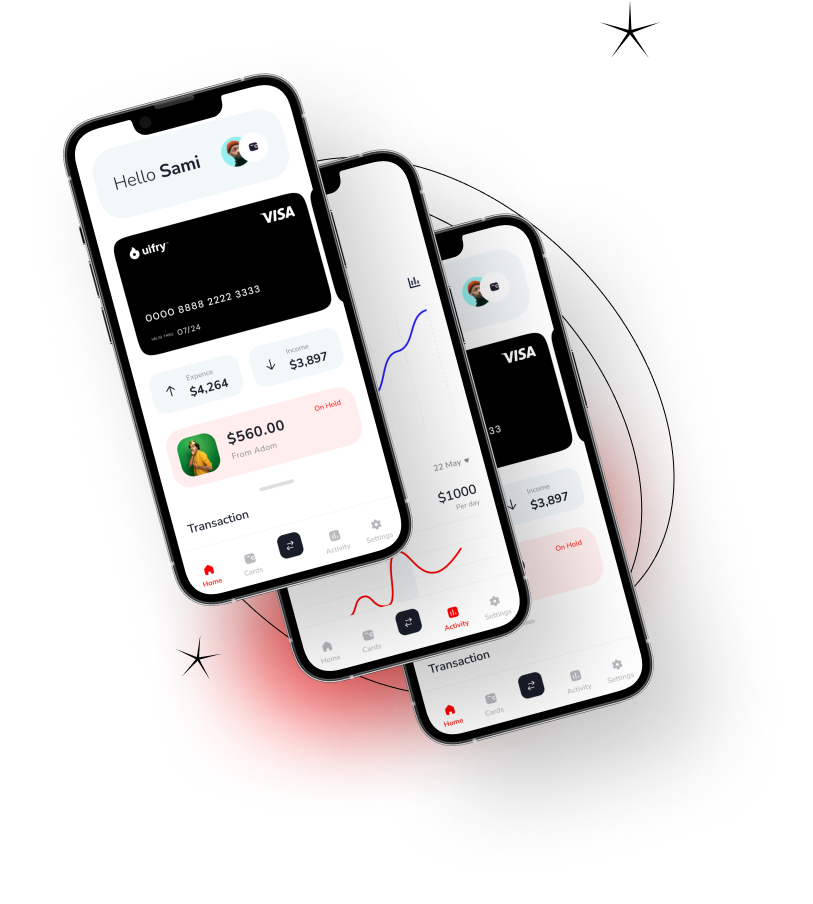 Hello Sami
VISA
uifry™
0000 8888 2222 3333
VALID THRU 07/24
Expence
$4,264
Income
$3,897
On Hold
$560.00
From Adom
Transaction
Home
Cards
Activity
Settings
22 May
$1000
Per day
Home
Cards
Activity
Settings
VISA
33
Income
$3,897
On Hold
Transaction
Home
Cards
Activity
Settings